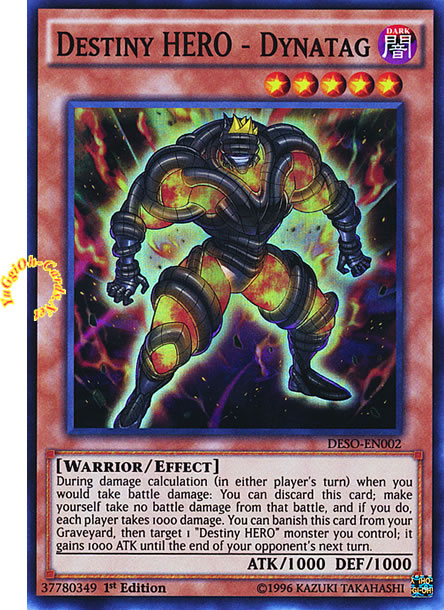 Destiny HERO - Dynatag
DARK
闇
YuGiOh-Cards.Net
DESO-EN002
[Warrior/Effect]
During damage calculation (in either player's turn) when you
would take battle damage: You can discard this card; make
yourself take no battle damage from that battle, and if you do,
each player takes 1000 damage. You can banish this card from your
Graveyard, then target 1 "Destiny HERO" monster you control; it
gains 1000 ATK until the end of your opponent's next turn.
ATK/1000 DEF/1000
37780349 1st Edition ©1996 KAZUKI TAKAHASHI